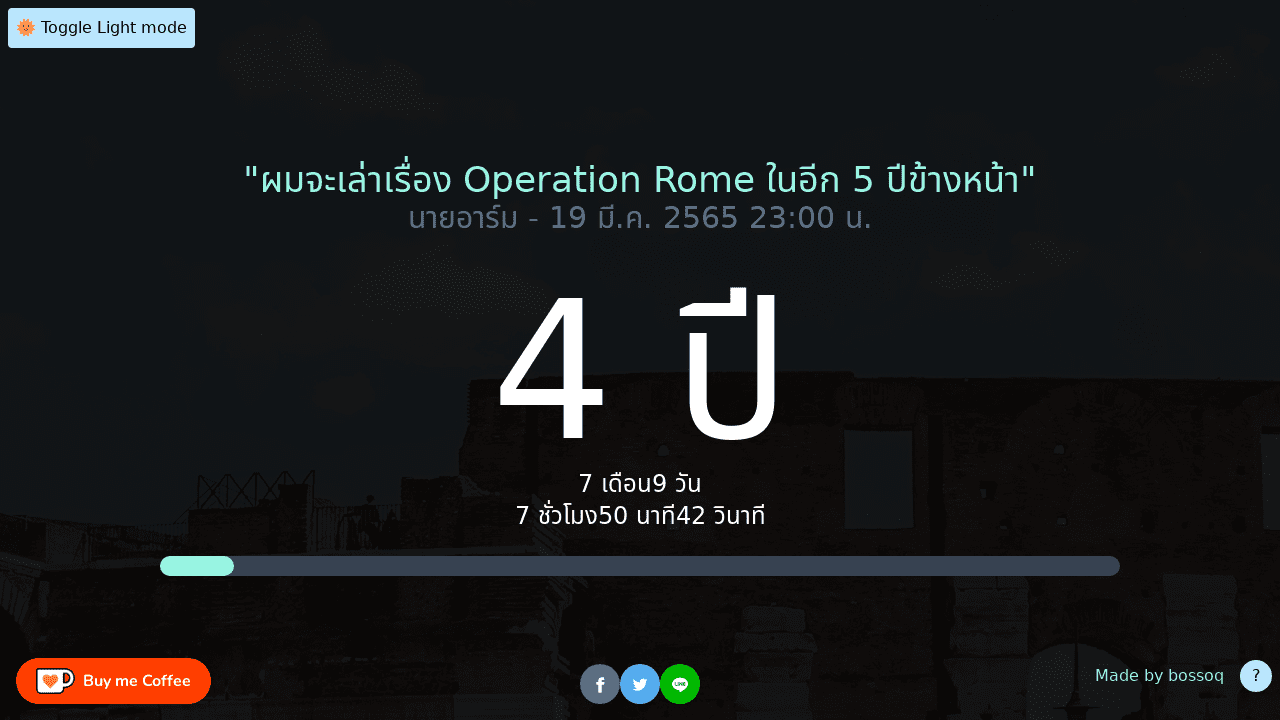 Toggle Light mode
"ผมจะเล่าเรื่อง Operation Rome ในอีก 5 ปีข้างหน้า"
นายอาร์ม - 19 มี.ค. 2565 23:00 น.
4 ปี
7 เดือน9 วัน
7 ชั่วโมง50 นาที42 วินาที
Buy me Coffee
LINE
Made by bossoq
?